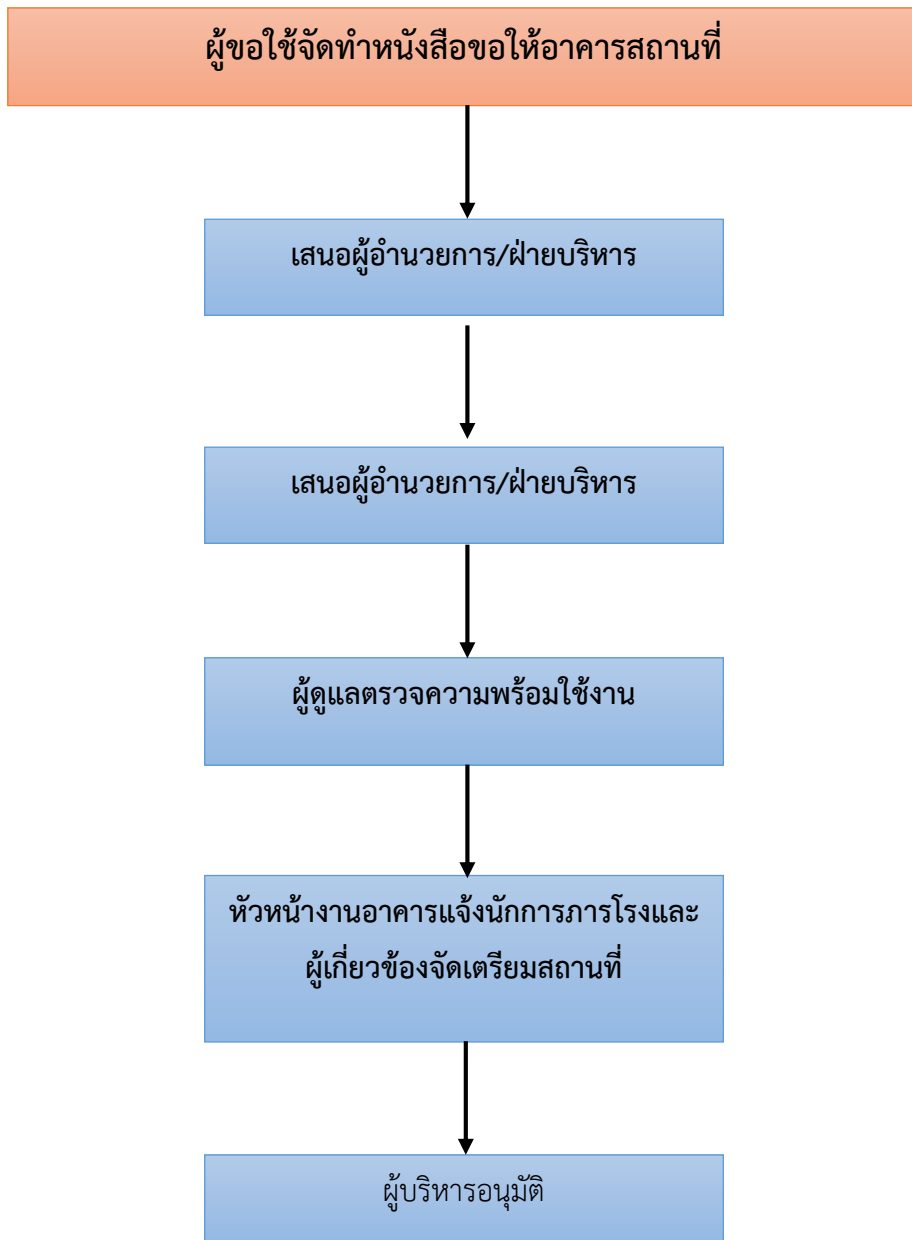 ผู้ขอใช้จัดทำหนังสือขอให้อาคารสถานที่
เสนอผู้อำนวยการ/ฝ่ายบริหาร
เสนอผู้อำนวยการ/ฝ่ายบริหาร
ผู้ดูแลตรวจความพร้อมใช้งาน
หัวหน้างานอาคารแจ้งนักการภารโรงและ
ผู้เกี่ยวข้องจัดเตรียมสถานที่
ผู้บริหารอนุมัติ